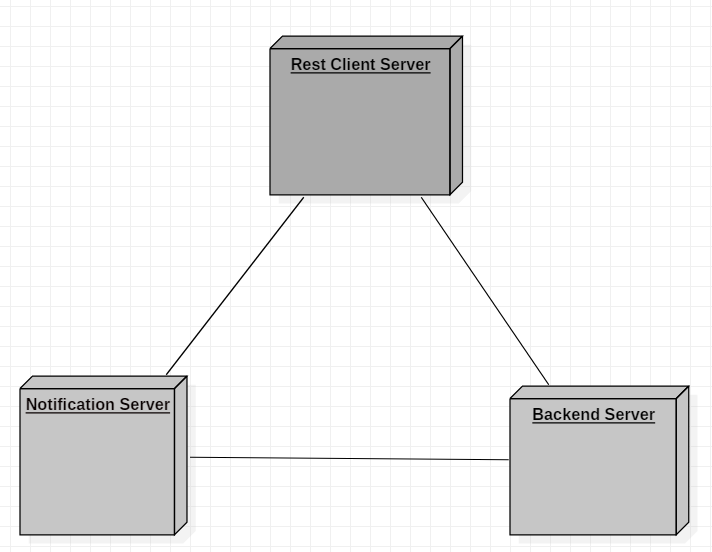 Rest Client Server
Notification Server
Backend Server